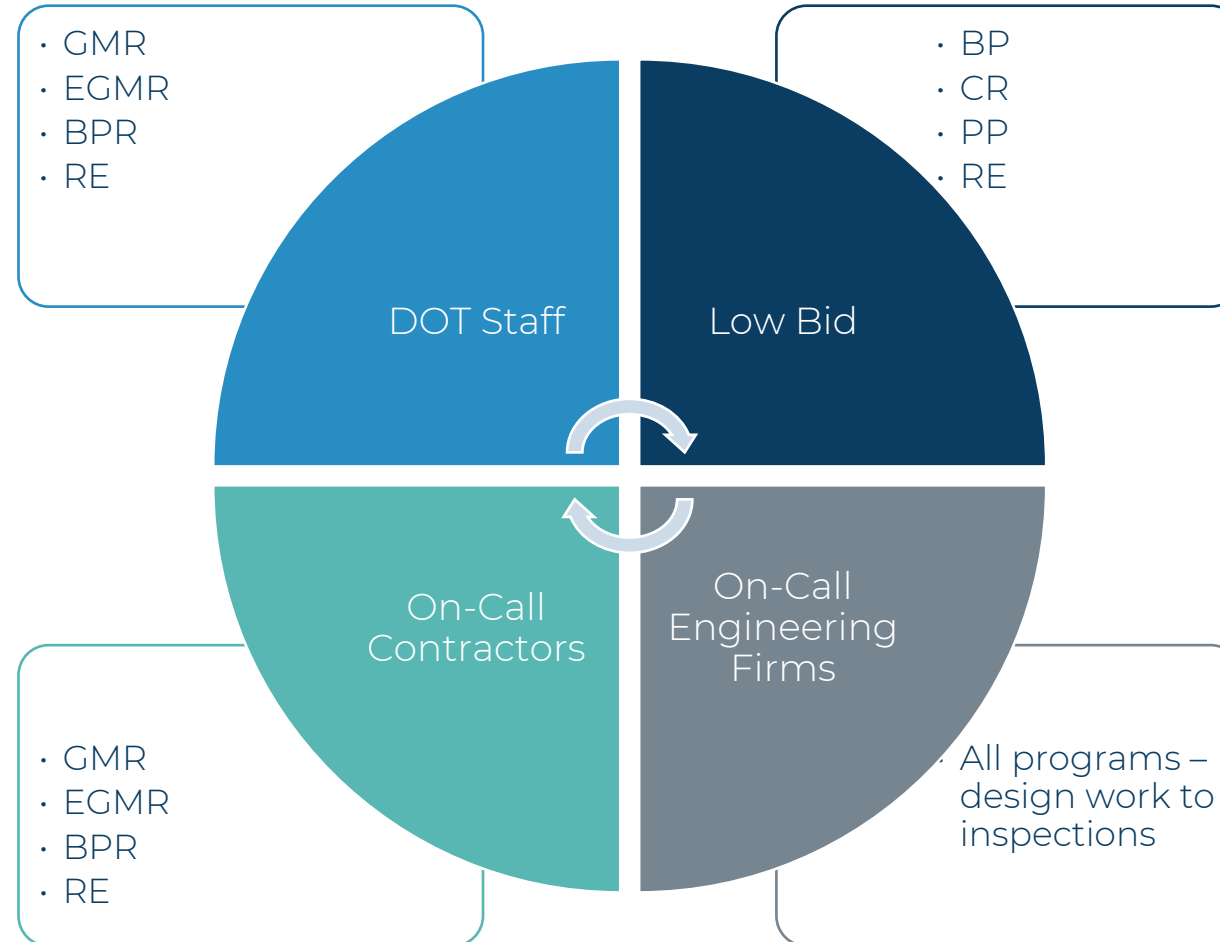 · GMR
· EGMR
· BPR
· RE
· BP
· CR
· PP
· RE
DOT Staff
Low Bid
On-Call
Contractors
On-Call
Engineering
Firms
· GMR
· EGMR
· BPR
· RE
· All programs –
design work to
inspections